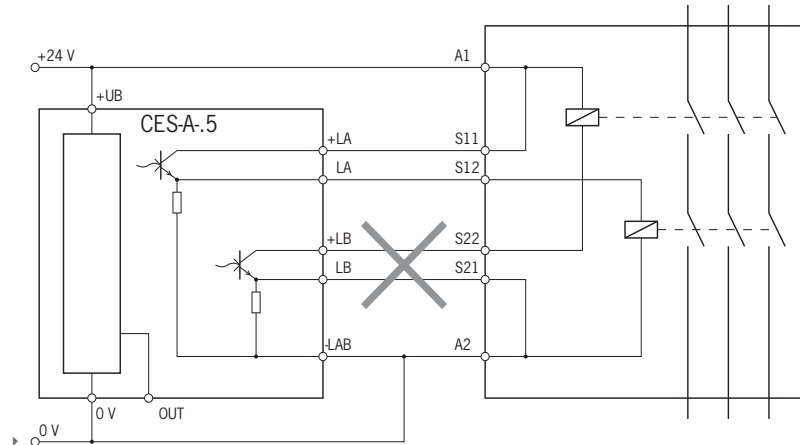 +24 V
A1
+UB
CES-A-.5
+LA
S11
LA
S12
+LB
S22
LB
S21
-LAB
A2
0 V
OUT
0 V